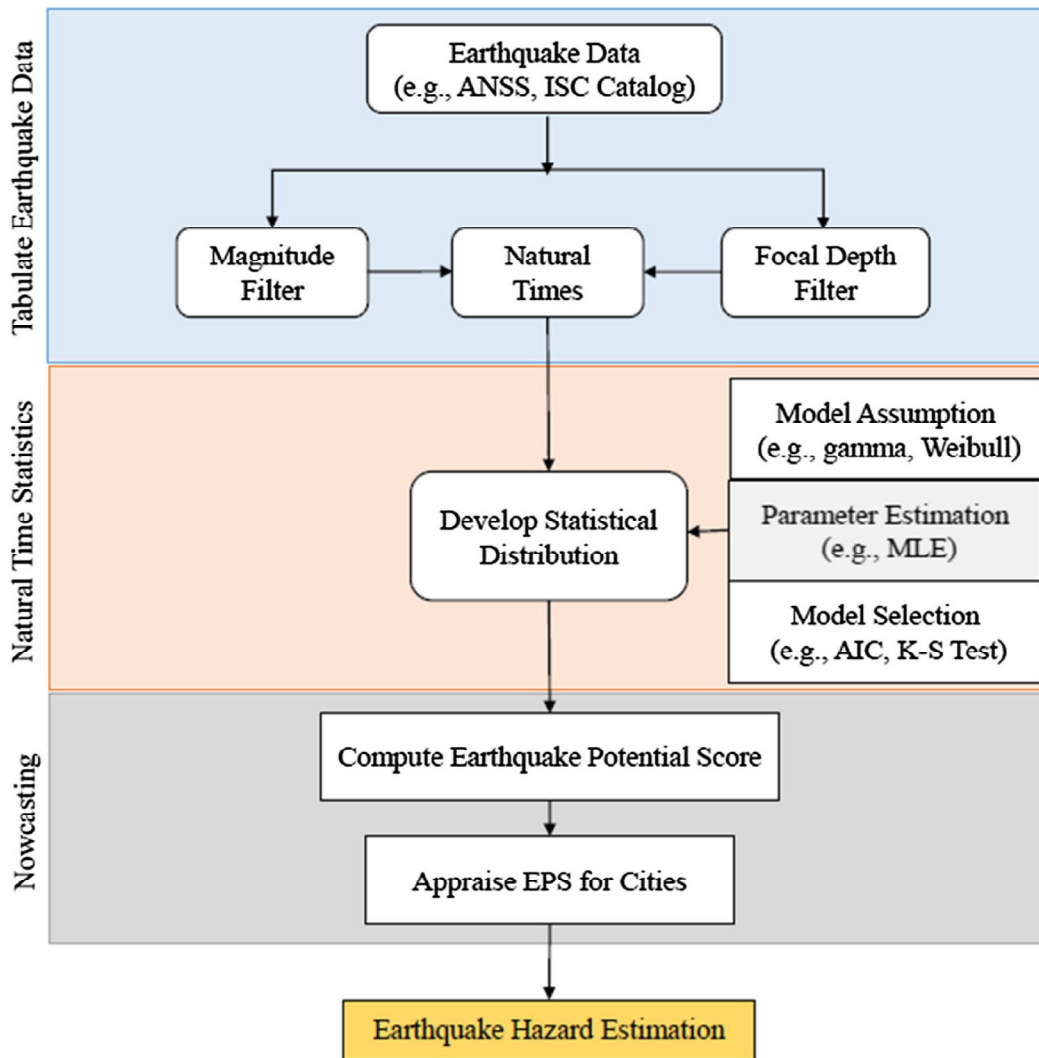 Tabulate Earthquake Data
Earthquake Data
(e.g., ANSS, ISC Catalog)
Magnitude
Filter
Natural
Times
Focal Depth
Filter
Natural Time Statistics
Model Assumption
(e.g., gamma, Weibull)
Develop Statistical
Distribution
Parameter Estimation
(e.g., MLE)
Model Selection
(e.g., AIC, K-S Test)
Nowcasting
Compute Earthquake Potential Score
Appraise EPS for Cities
Earthquake Hazard Estimation